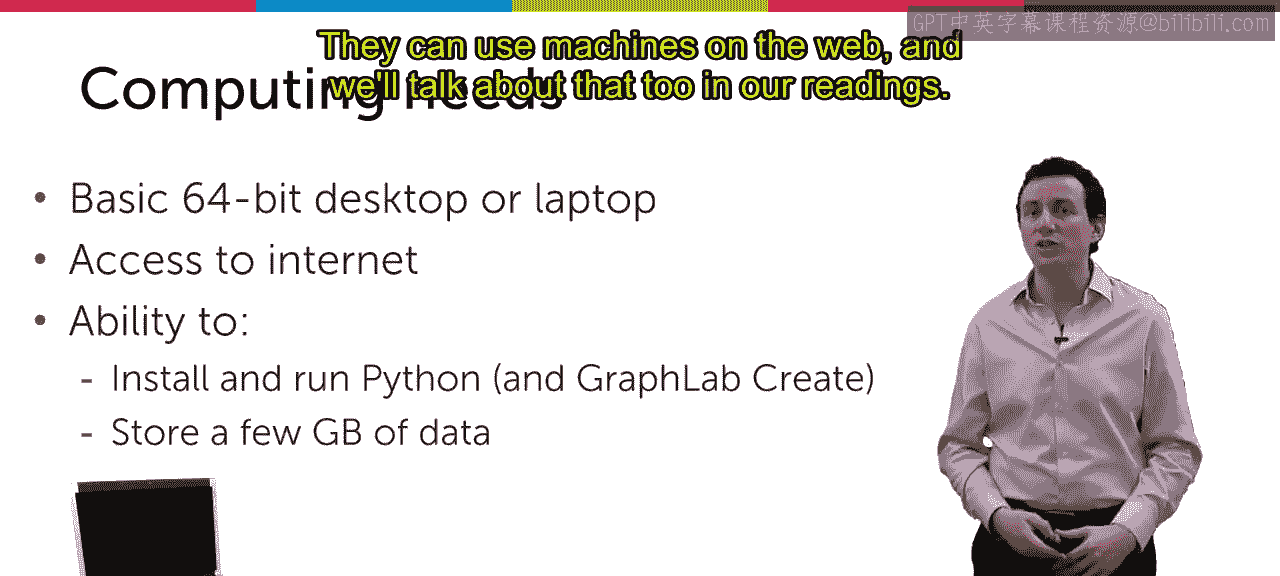 GPT中英字幕课程资源@bilibili.com
They can use machines on the web, and
we'll talk about that too in our readings.
Computing needs
• Basic 64-bit desktop or laptop
• Access to internet
• Ability to:
- Install and run Python (and GraphLab Create)
- Store a few GB of data